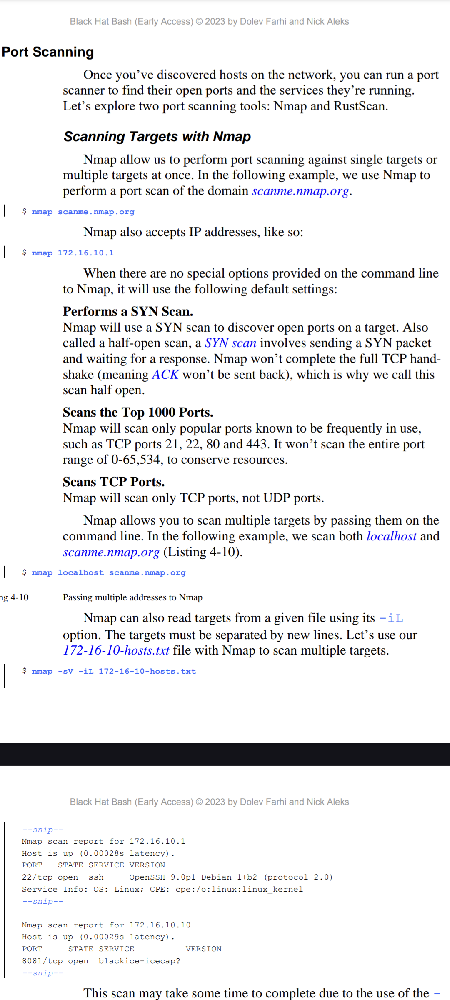 Black Hat Bash (Early Access) © 2023 by Dolev Farhi and Nick Aleks
Port Scanning
Once you’ve discovered hosts on the network, you can run a port
scanner to find their open ports and the services they’re running.
Let’s explore two port scanning tools: Nmap and RustScan.
Scanning Targets with Nmap
Nmap allow us to perform port scanning against single targets or
multiple targets at once. In the following example, we use Nmap to
perform a port scan of the domain scanme.nmap.org.
$ nmap scanme.nmap.org
Nmap also accepts IP addresses, like so:
$ nmap 172.16.10.1
When there are no special options provided on the command line
to Nmap, it will use the following default settings:
Performs a SYN Scan.
Nmap will use a SYN scan to discover open ports on a target. Also
called a half-open scan, a SYN scan involves sending a SYN packet
and waiting for a response. Nmap won’t complete the full TCP hand-
shake (meaning ACK won’t be sent back), which is why we call this
scan half open.
Scans the Top 1000 Ports.
Nmap will scan only popular ports known to be frequently in use,
such as TCP ports 21, 22, 80 and 443. It won’t scan the entire port
range of 0-65,534, to conserve resources.
Scans TCP Ports.
Nmap will scan only TCP ports, not UDP ports.
Nmap allows you to scan multiple targets by passing them on the
command line. In the following example, we scan both localhost and
scanme.nmap.org (Listing 4-10).
$ nmap localhost scanme.nmap.org
ng 4-10 Passing multiple addresses to Nmap
Nmap can also read targets from a given file using its -iL
option. The targets must be separated by new lines. Let’s use our
172-16-10-hosts.txt file with Nmap to scan multiple targets.
$ nmap -sV -iL 172-16-10-hosts.txt
Black Hat Bash (Early Access) © 2023 by Dolev Farhi and Nick Aleks
--snip--
Nmap scan report for 172.16.10.1
Host is up (0.00028s latency).
PORT STATE SERVICE VERSION
22/tcp open ssh OpenSSH 9.0p1 Debian 1+b2 (protocol 2.0)
Service Info: OS: Linux; CPE: cpe:/o:linux:linux_kernel
--snip--
Nmap scan report for 172.16.10.10
Host is up (0.00029s latency).
PORT STATE SERVICE VERSION
8081/tcp open blackice-icecap?
--snip--
This scan may take some time to complete due to the use of the -